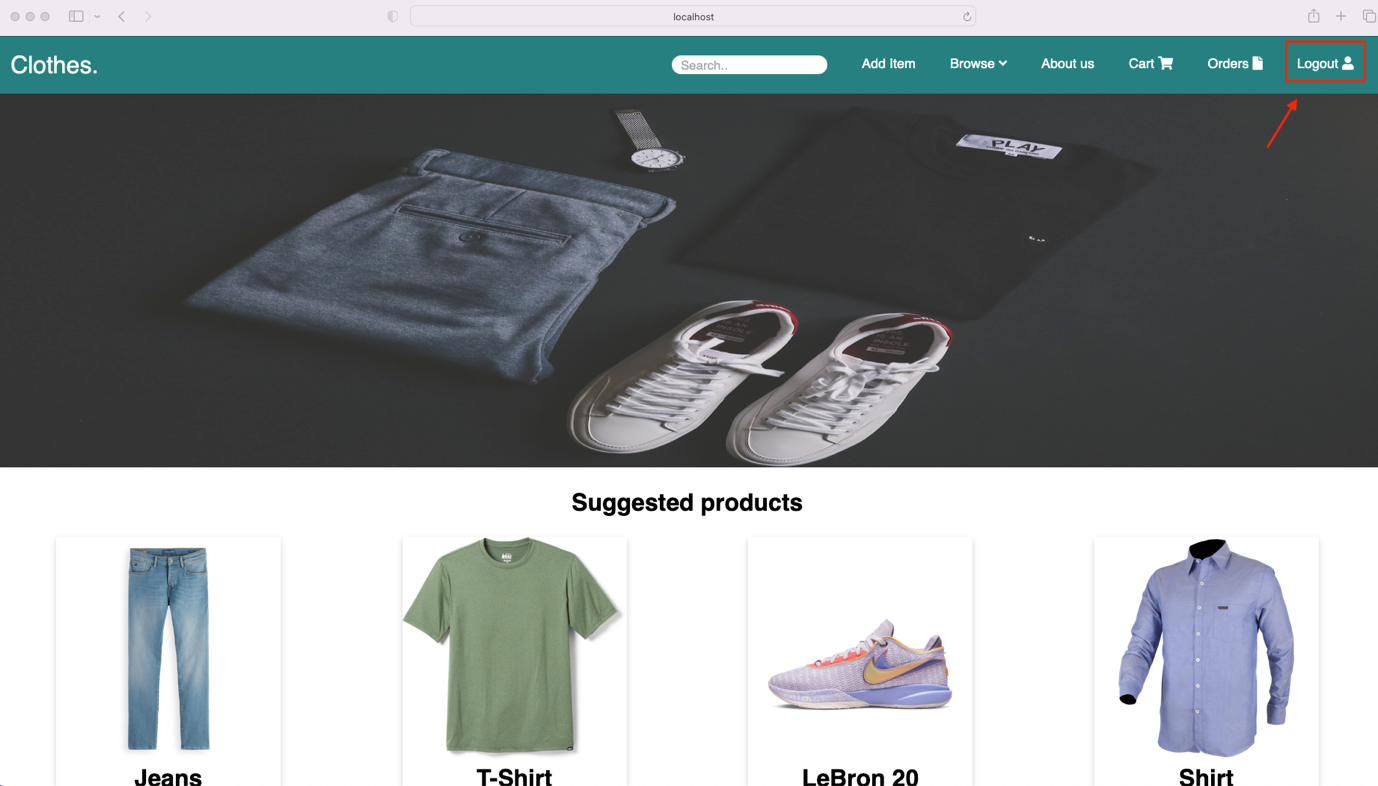 localhost
Clothes.
Search..
Add Item
Browse
About us
Cart
Orders
Logout
PLAY
Suggested products
Jeans
T-Shirt
LeBron 20
Shirt